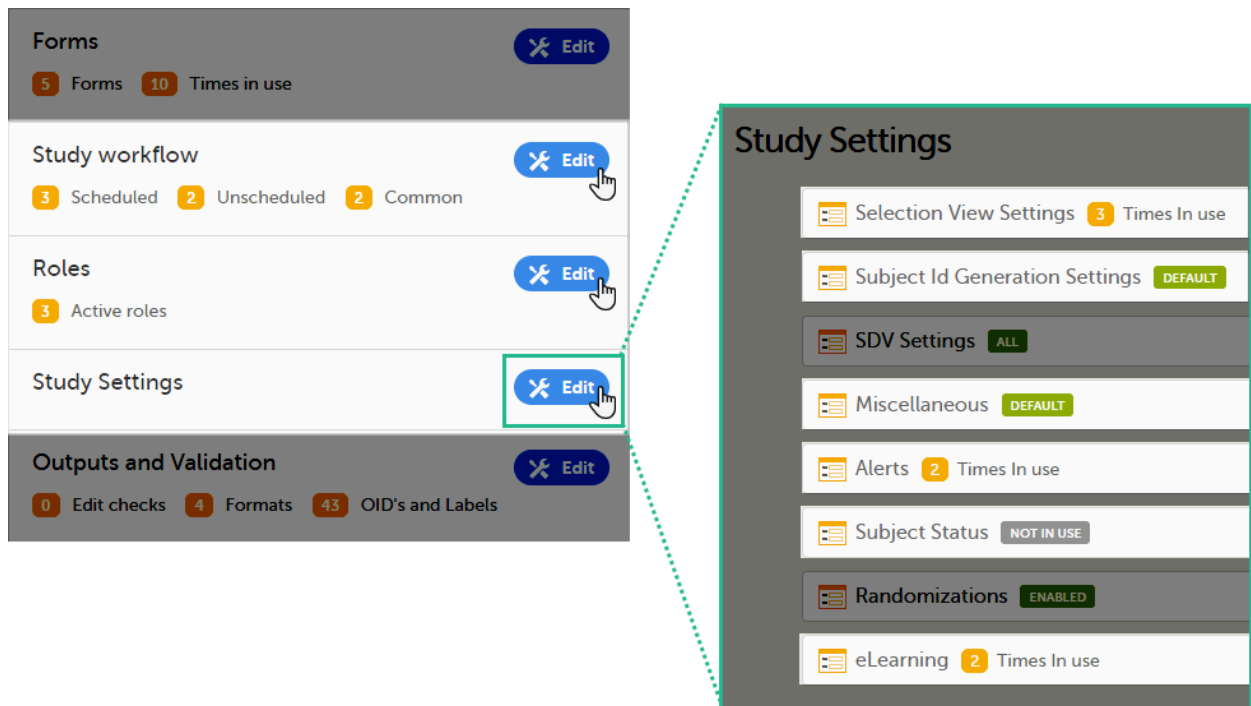 Forms
Edit
5 Forms 10 Times in use
Study workflow
Edit
3 Scheduled 2 Unscheduled 2 Common
Roles
Edit
3 Active roles
Study Settings
Edit
Outputs and Validation
Edit
0 Edit checks 4 Formats 43 OID's and Labels
Study Settings
Selection View Settings 3 Times In use
Subject Id Generation Settings DEFAULT
SDV Settings ALL
Miscellaneous DEFAULT
Alerts 2 Times In use
Subject Status NOT IN USE
Randomizations ENABLED
eLearning 2 Times In use